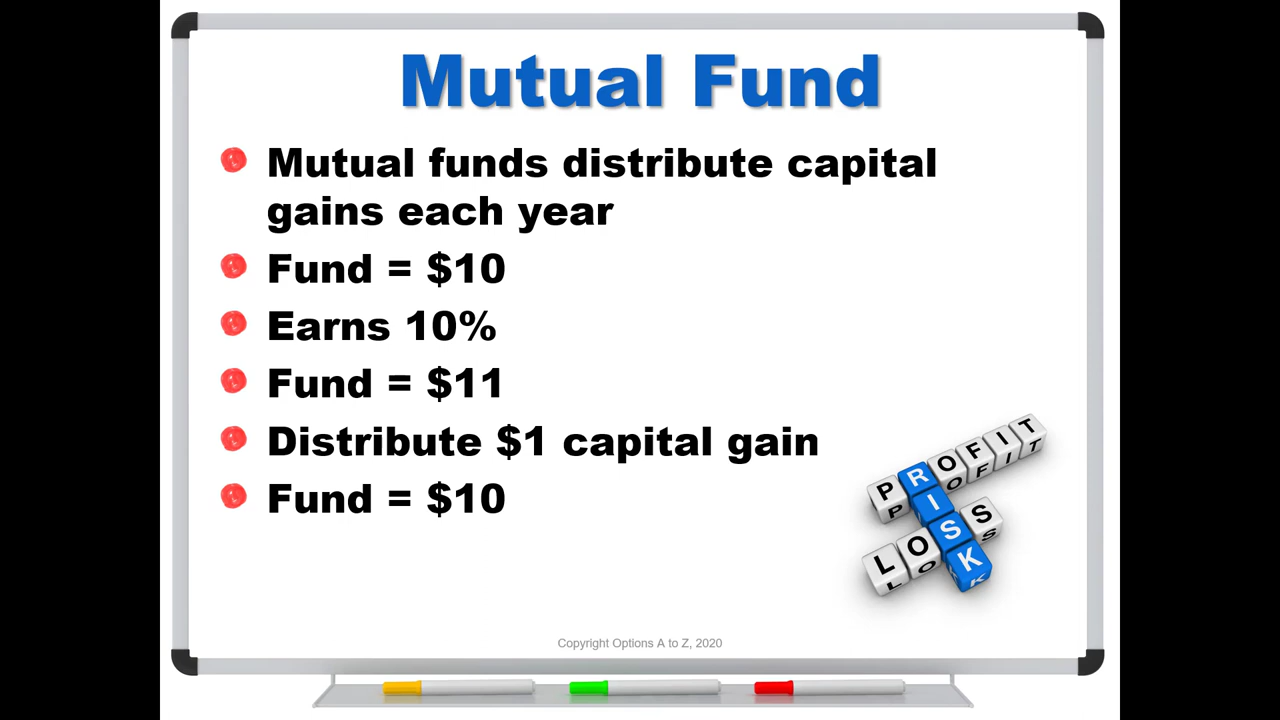 Mutual Fund
Mutual funds distribute capital
gains each year
Fund = $10
Earns 10%
Fund = $11
Distribute $1 capital gain
Fund = $10
PROFIT
RISK
LOSS
Copyright Options A to Z, 2020